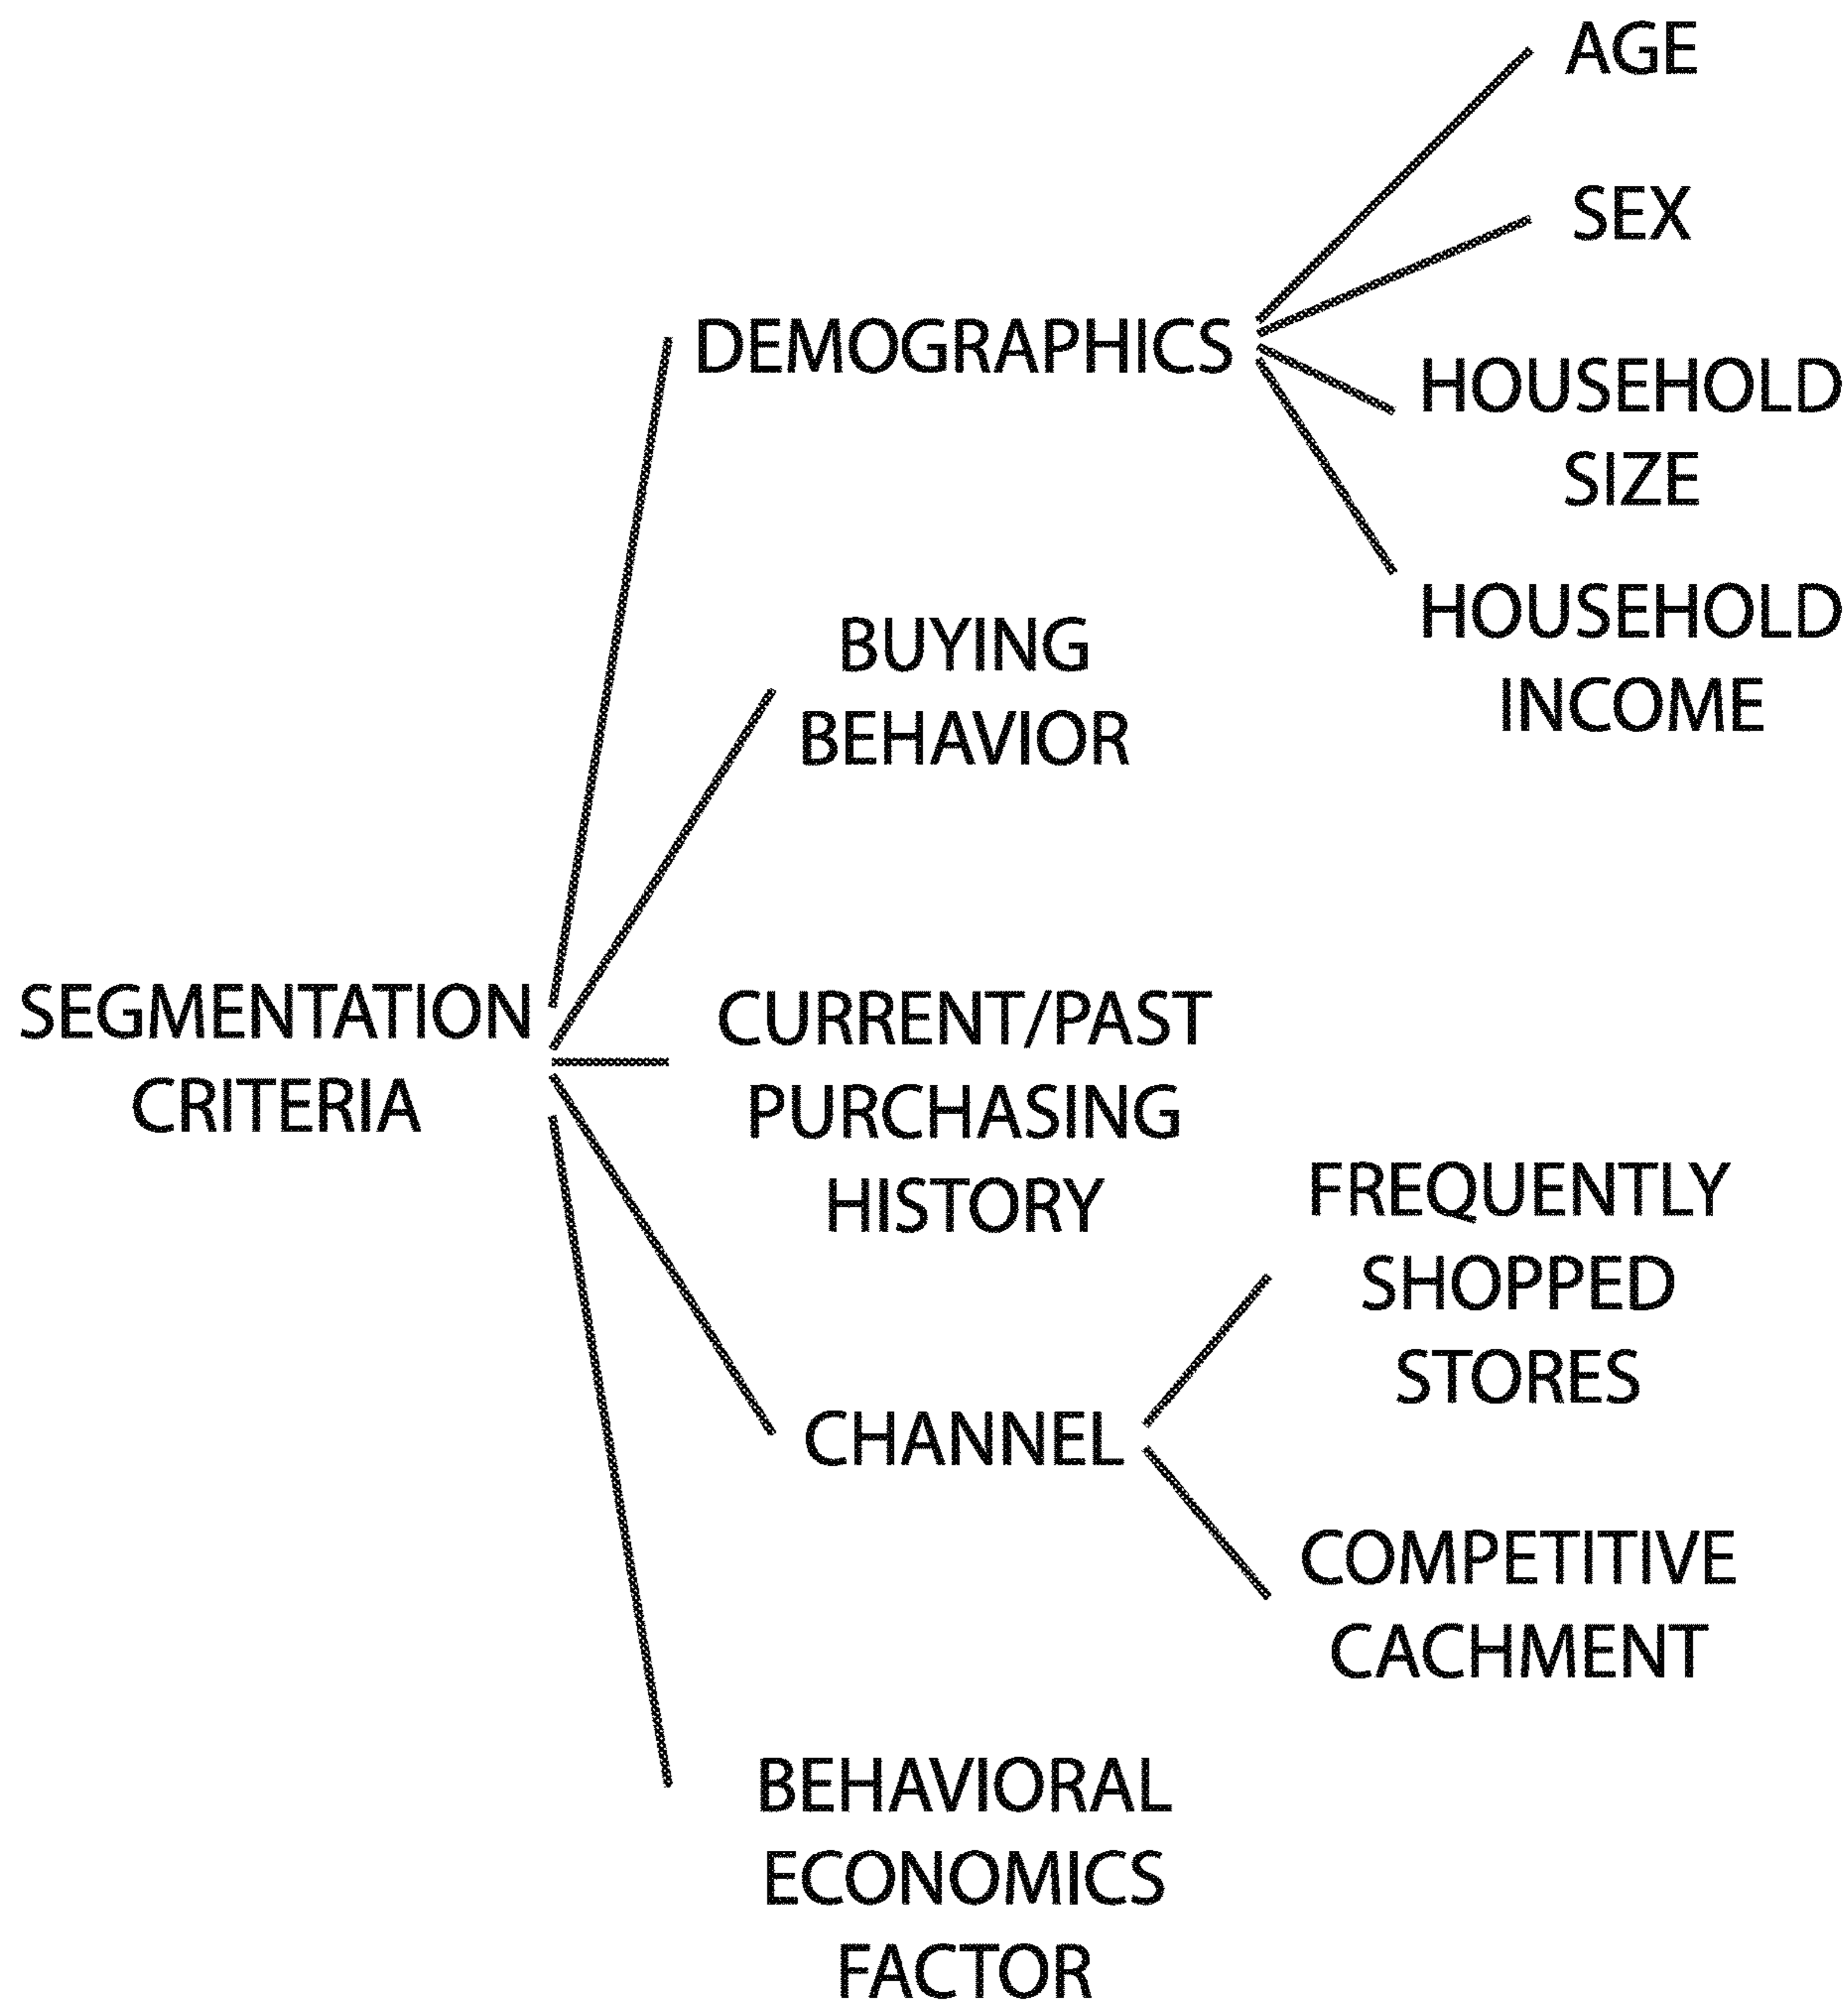 AGE
SEX
DEMOGRAPHICS
HOUSEHOLD
SIZE
HOUSEHOLD
INCOME
BUYING
BEHAVIOR
SEGMENTATION
CRITERIA
CURRENT/PAST
PURCHASING
HISTORY
FREQUENTLY
SHOPPED
STORES
CHANNEL
COMPETITIVE
CACHMENT
BEHAVIORAL
ECONOMICS
FACTOR